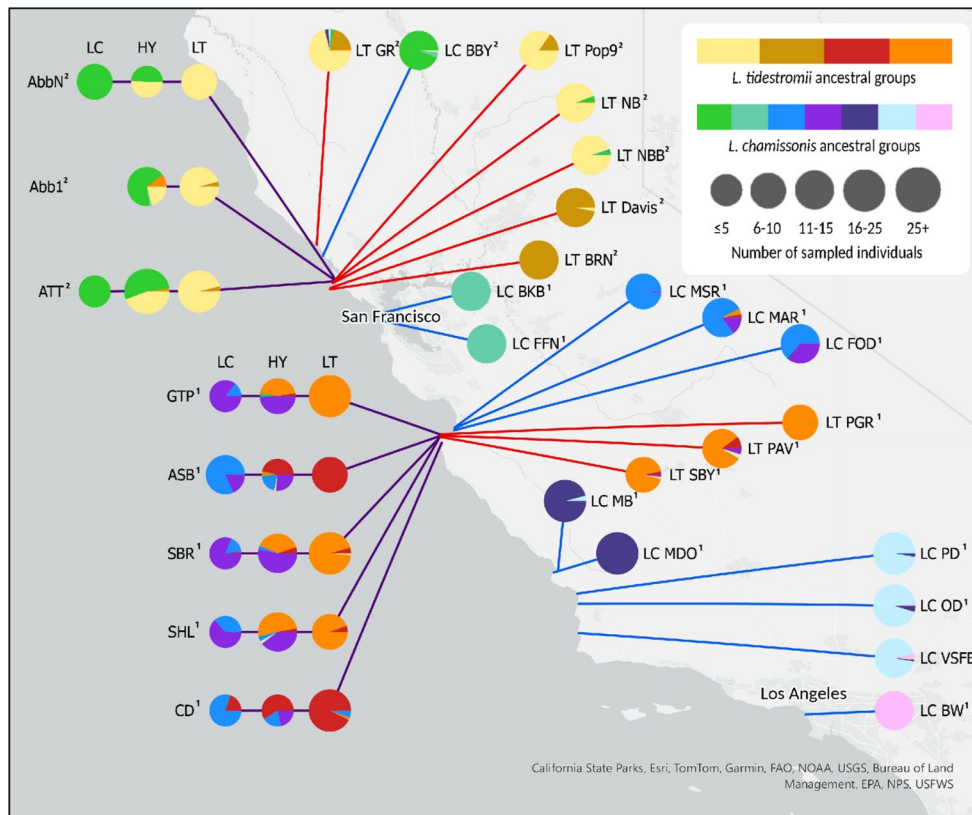 LC HY LT
AbbN²
Abb1²
ATT²
LT GR²
LC BBY²
LT Pop9²
LT NB²
LT NBB²
LT Davis²
LT BRN²
LC BKB¹
San Francisco
LC FFN¹
LC MSR¹
LC MAR¹
LC FOD¹
L. tidestromii ancestral groups
L. chamissonis ancestral groups
≤5 6-10 11-15 16-25 25+
Number of sampled individuals
LC HY LT
GTP¹
ASB¹
SBR¹
SHL¹
CD¹
LT PGR¹
LT PAV¹
LT SBY¹
LC MB¹
LC MDO¹
LC PD¹
LC OD¹
LC VSFB
Los Angeles
LC BW¹
California State Parks, Esri, TomTom, Garmin, FAO, NOAA, USGS, Bureau of Land
Management, EPA, NPS, USFWS